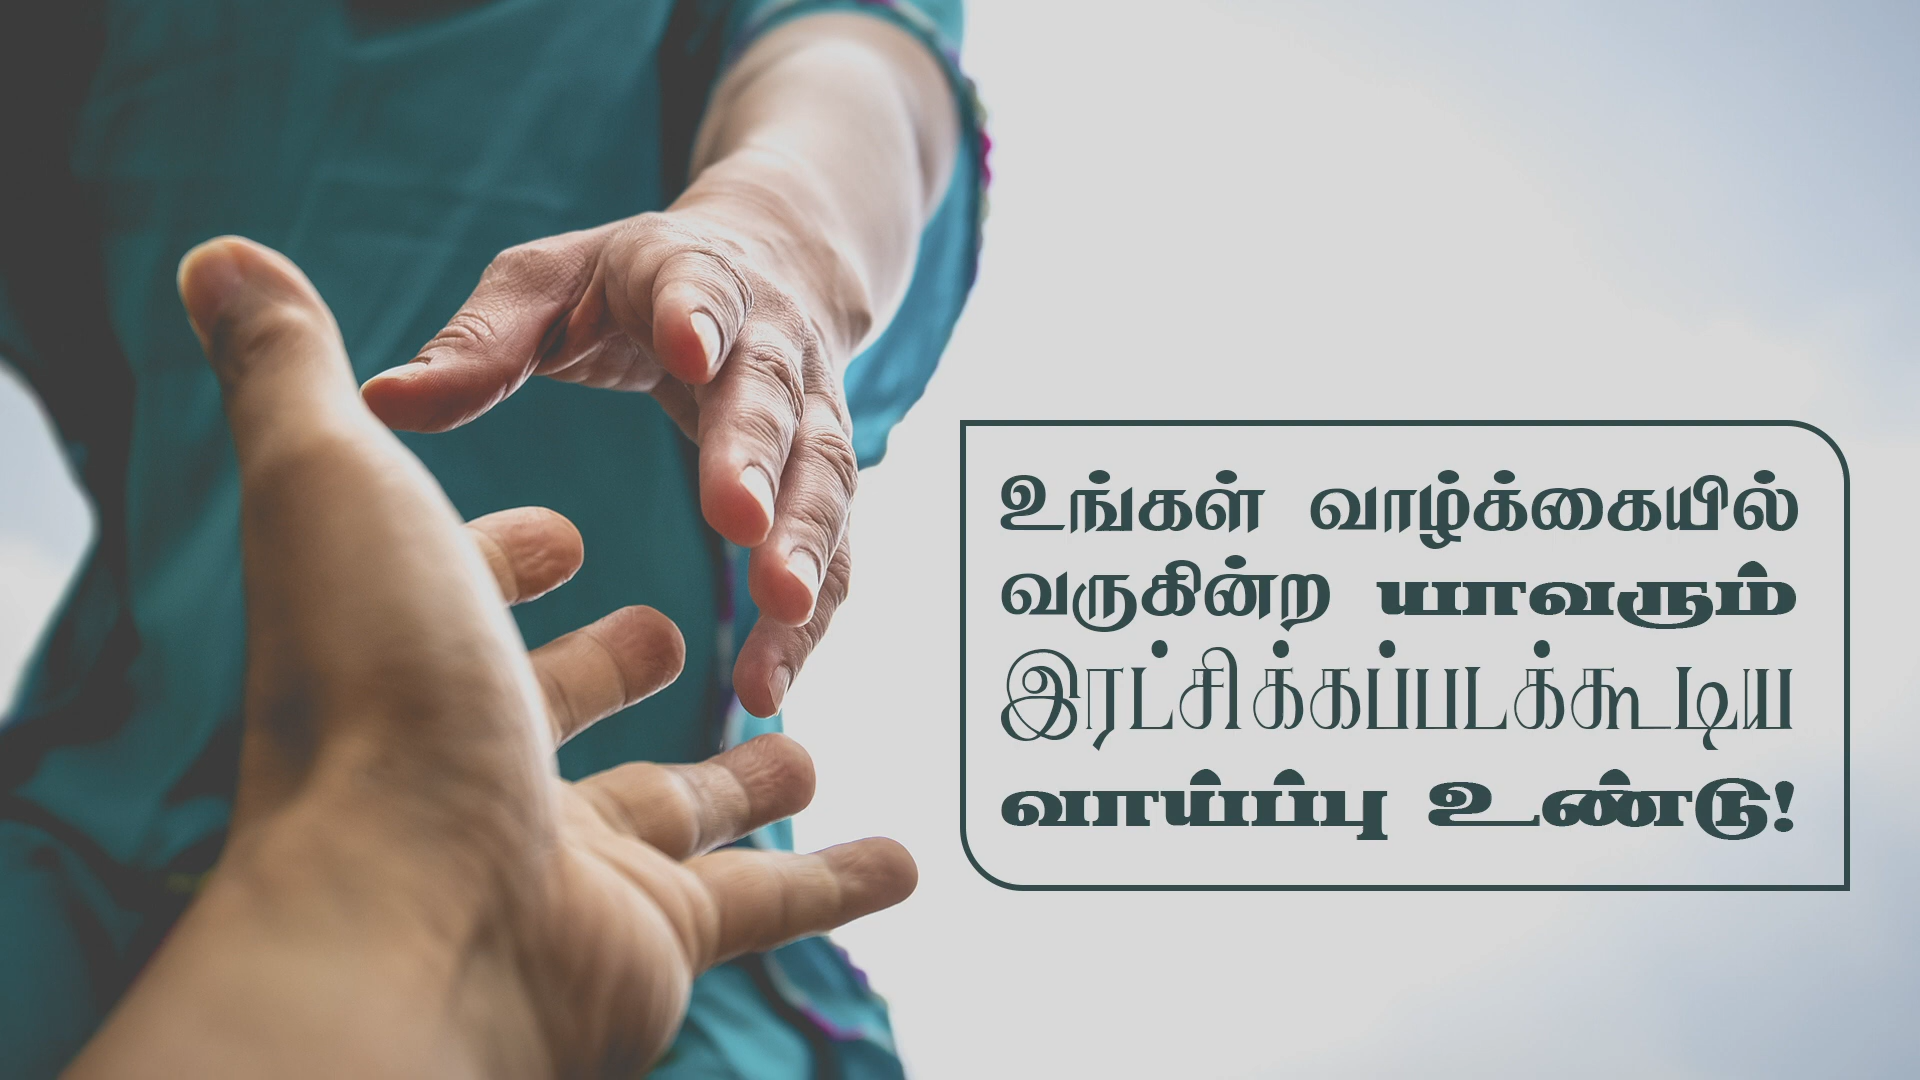 உங்கள் வாழ்க்கையில்
வருகின்ற யாவரும்
இரட்சிக்கப்படக்கூடிய
வாய்ப்பு உண்டு!